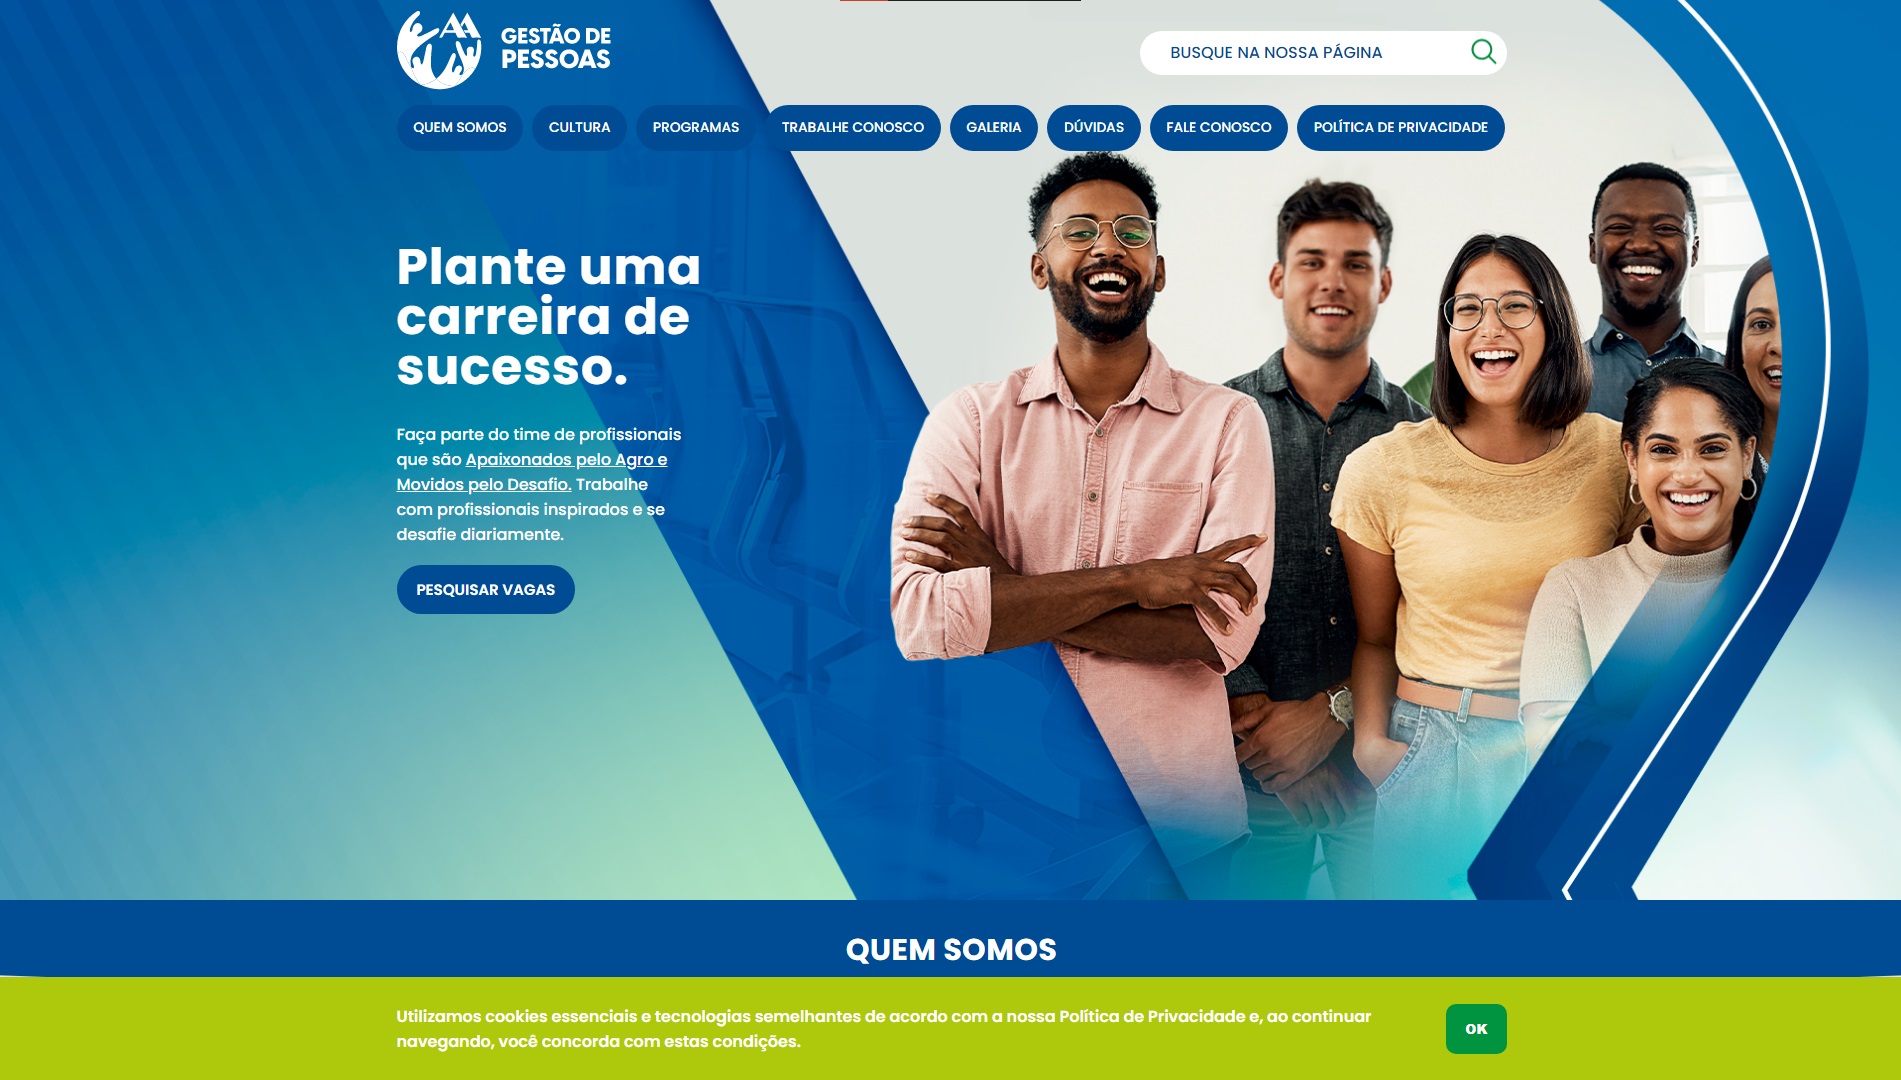 GESTÃO DE
PESSOAS
BUSQUE NA NOSSA PÁGINA
QUEM SOMOS CULTURA PROGRAMAS TRABALHE CONOSCO GALERIA DÚVIDAS FALE CONOSCO POLÍTICA DE PRIVACIDADE
Plante uma
carreira de
sucesso.
Faça parte do time de profissionais
que são Apaixonados pelo Agro e
Movidos pelo Desafio. Trabalhe
com profissionais inspirados e se
desafie diariamente.
PESQUISAR VAGAS
QUEM SOMOS
Utilizamos cookies essenciais e tecnologias semelhantes de acordo com a nossa Política de Privacidade e, ao continuar
navegando, você concorda com estas condições.
OK